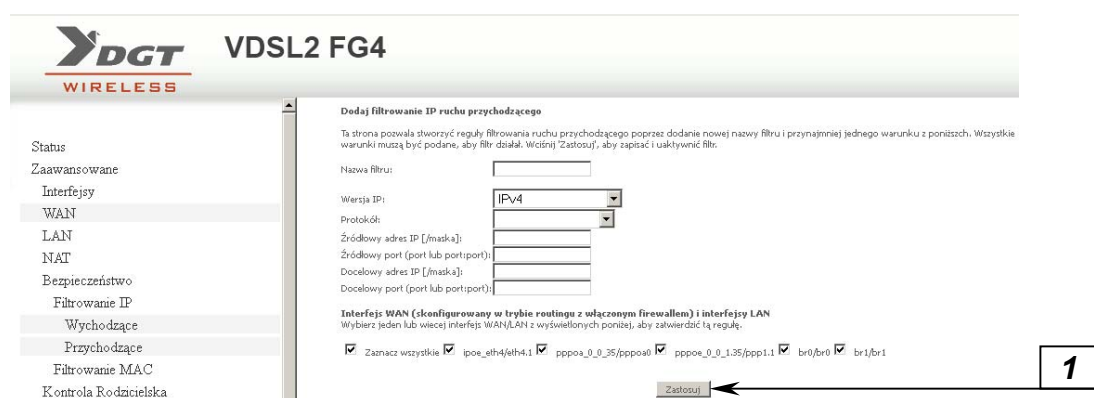 DGT
WIRELESS
VDSL2 FG4
Status
Zaawansowane
Interfejsy
WAN
LAN
NAT
Bezpieczeństwo
Filtrowanie IP
Wychodzące
Przychodzące
Filtrowanie MAC
Kontrola Rodzicielska
Dodaj filtrowanie IP ruchu przychodzącego
Ta strona pozwala stworzyć reguły filtrowania ruchu przychodzącego poprzez dodanie nowej nazwy filtru i przynajmniej jednego warunku z poniższch. Wszystkie
warunki muszą być podane, aby filtr działał. Wciśnij 'Zastosuj', aby zapisać i uaktywnić filtr.
Nazwa filtru:
Wersja IP: IPv4
Protokół:
Źródłowy adres IP [/maska]:
Źródłowy port (port lub port:port):
Docelowy adres IP [/maska]:
Docelowy port (port lub port:port):
Interfejs WAN (skonfigurowany w trybie routingu z włączonym firewallem) i interfejsy LAN
Wybierz jeden lub wiecej interfejs WAN/LAN z wyświetlonych poniżej, aby zatwierdzić tą regułę.
Zaznacz wszystkie ipoe_eth4/eth4.1 pppoa_0_0_35/pppoa0 pppoe_0_0_1.35/ppp1.1 br0/br0 br1/br1
Zastosuj
1